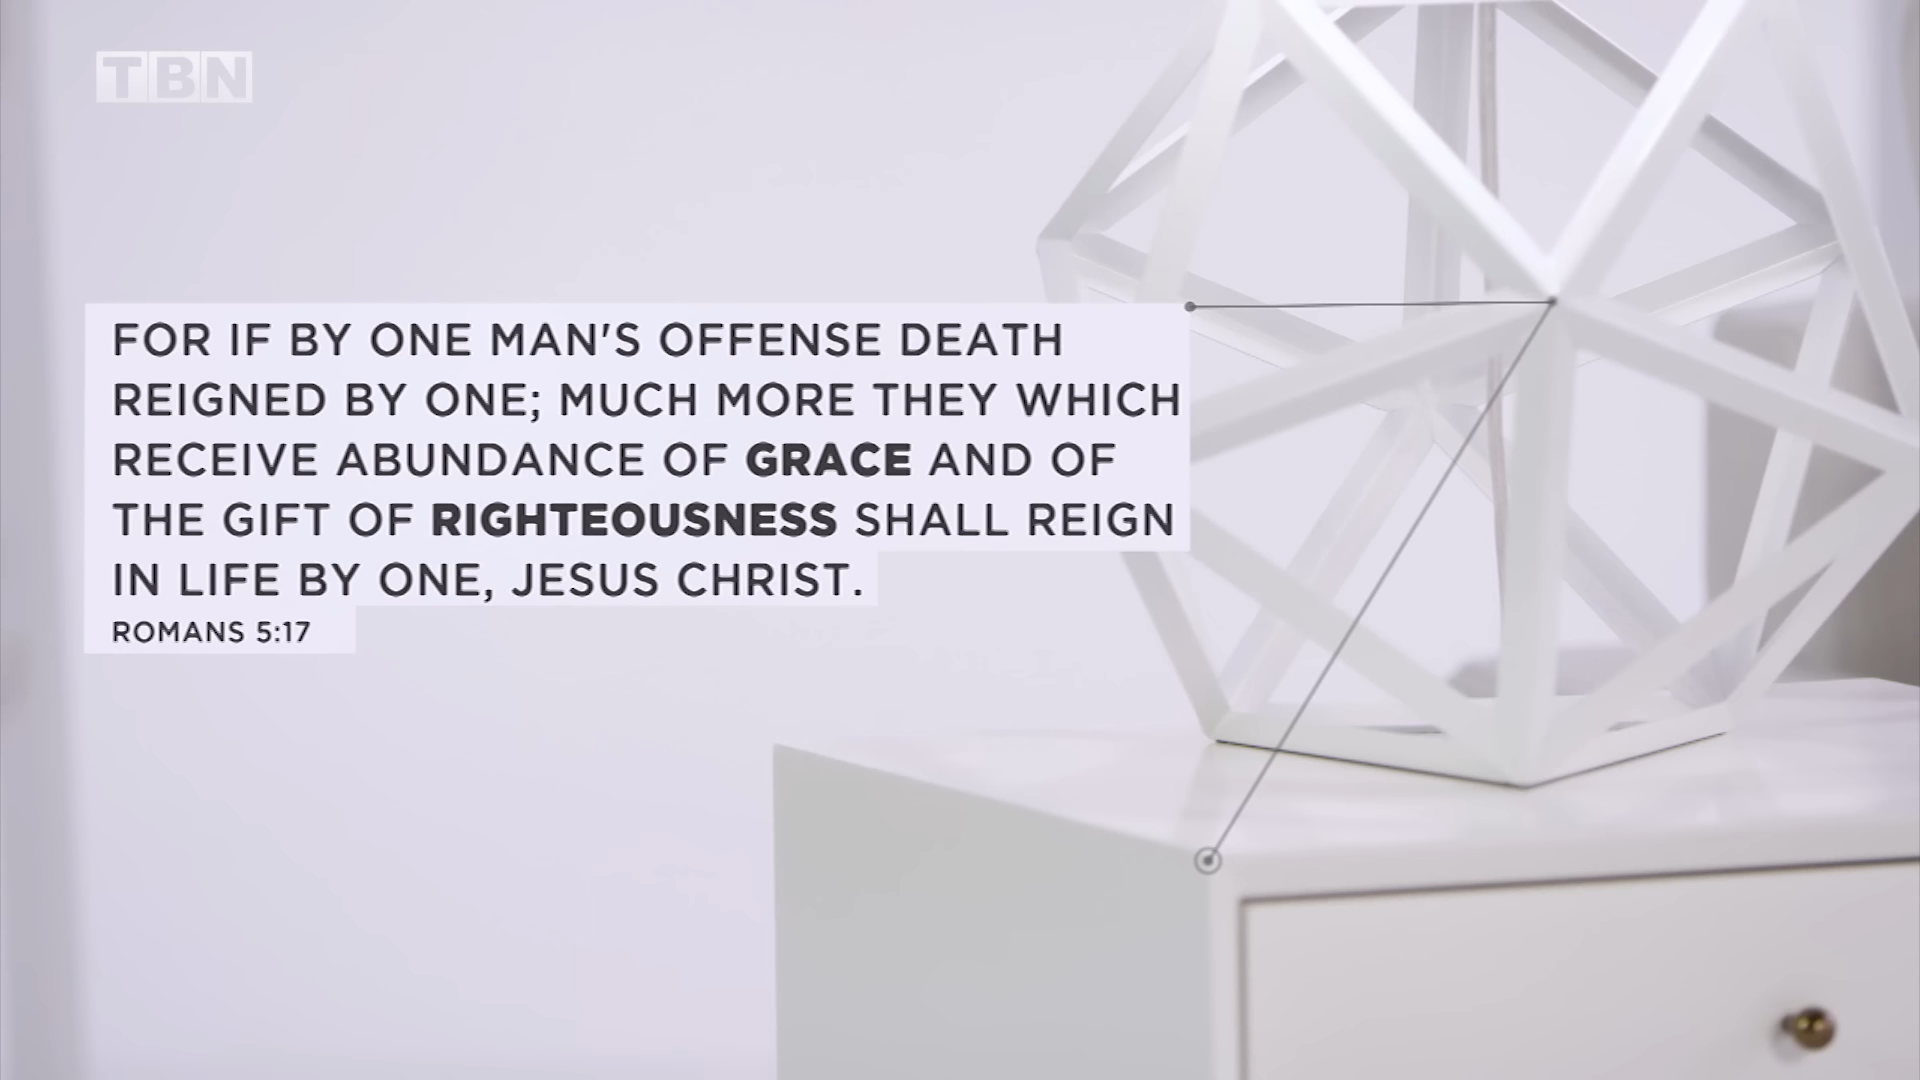 TBN
FOR IF BY ONE MAN'S OFFENSE DEATH
REIGNED BY ONE; MUCH MORE THEY WHICH
RECEIVE ABUNDANCE OF GRACE AND OF
THE GIFT OF RIGHTEOUSNESS SHALL REIGN
IN LIFE BY ONE, JESUS CHRIST.
ROMANS 5:17